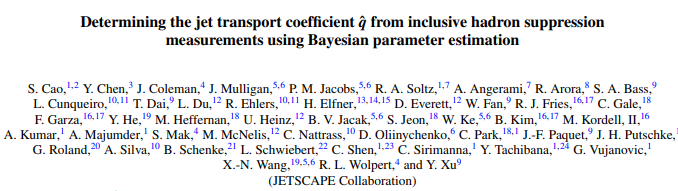 Determining the jet transport coefficient q̂ from inclusive hadron suppression
measurements using Bayesian parameter estimation
S. Cao,1,2 Y. Chen,3 J. Coleman,4 J. Mulligan,5,6 P. M. Jacobs,5,6 R. A. Soltz,1,7 A. Angerami,7 R. Arora,8 S. A. Bass,9
L. Cunqueiro,10,11 T. Dai,9 L. Du,12 R. Ehlers,10,11 H. Elfner,13,14,15 D. Everett,12 W. Fan,9 R. J. Fries,16,17 C. Gale,18
F. Garza,16,17 Y. He,19 M. Heffernan,18 U. Heinz,12 B. V. Jacak,5,6 S. Jeon,18 W. Ke,5,6 B. Kim,16,17 M. Kordell, II,16
A. Kumar,1 A. Majumder,1 S. Mak,4 M. McNelis,12 C. Nattrass,10 D. Oliinychenko,6 C. Park,18,1 J.-F. Paquet,9 J. H. Putschke,1
G. Roland,20 A. Silva,10 B. Schenke,21 L. Schwiebert,22 C. Shen,1,23 C. Sirimanna,1 Y. Tachibana,1,24 G. Vujanovic,1
X.-N. Wang,19,5,6 R. L. Wolpert,4 and Y. Xu9
(JETSCAPE Collaboration)